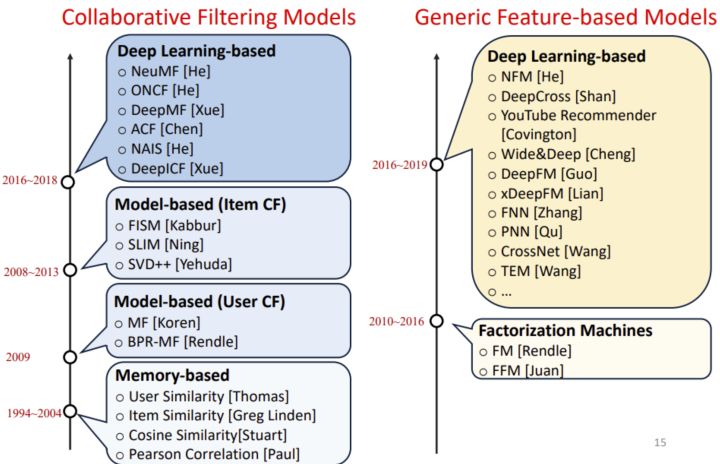 Collaborative Filtering Models
Deep Learning-based
○ NeuMF [He]
○ ONCF [He]
○ DeepMF [Xue]
○ ACF [Chen]
○ NAIS [He]
○ DeepICF [Xue]
2016~2018
Model-based (Item CF)
○ FISM [Kabbur]
○ SLIM [Ning]
○ SVD++ [Yehuda]
2008~2013
Model-based (User CF)
○ MF [Koren]
○ BPR-MF [Rendle]
2009
Memory-based
○ User Similarity [Thomas]
○ Item Similarity [Greg Linden]
○ Cosine Similarity[Stuart]
○ Pearson Correlation [Paul]
1994~2004
Generic Feature-based Models
Deep Learning-based
○ NFM [He]
○ DeepCross [Shan]
○ YouTube Recommender
[Covington]
○ Wide&Deep [Cheng]
○ DeepFM [Guo]
○ xDeepFM [Lian]
○ FNN [Zhang]
○ PNN [Qu]
○ CrossNet [Wang]
○ TEM [Wang]
○ ...
2016~2019
2010~2016
Factorization Machines
○ FM [Rendle]
○ FFM [Juan]
15